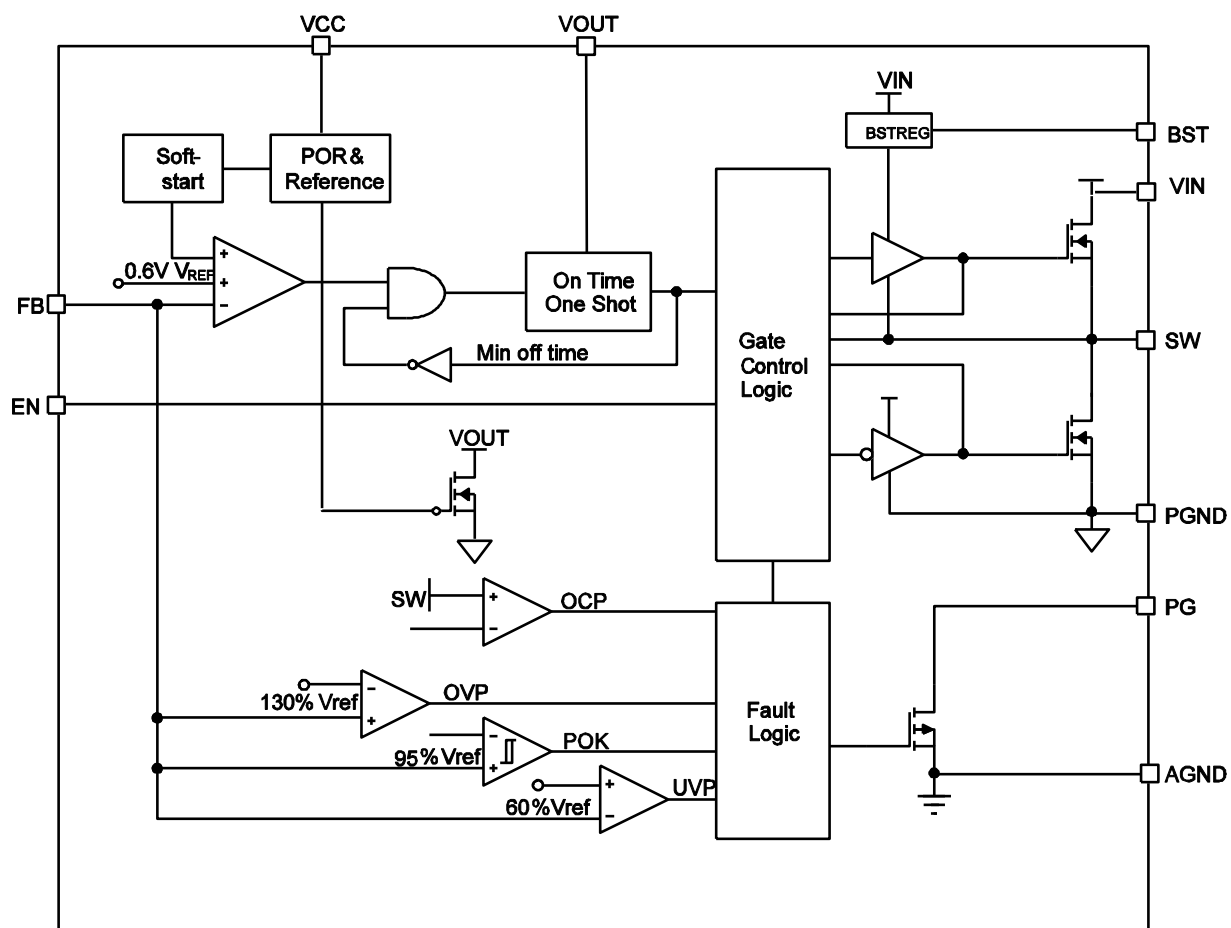 VCC
VOUT
VIN
BSTREG
BST
Soft-
start
POR &
Reference
VIN
0.6V VREF
+
+
−
FB
On Time
One Shot
Min off time
Gate
Control
Logic
SW
EN
VOUT
PGND
SW
+
−
OCP
PG
130% Vref
−
+
OVP
Fault
Logic
95% Vref
−
+
POK
60%Vref
+
−
UVP
AGND